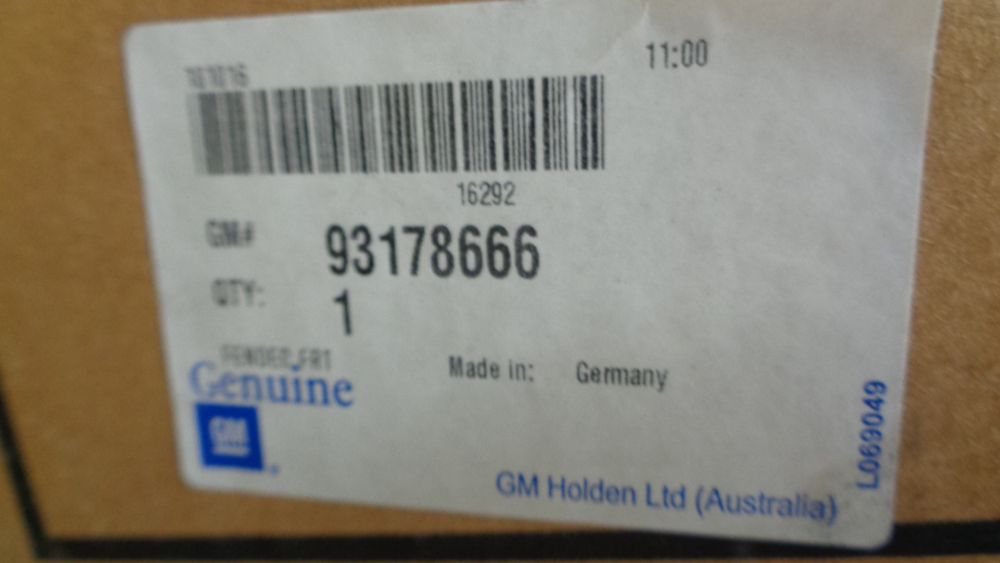 101016
11:00
16292
GM# 93178666
QTY: 1
FENDER,FRT
Genuine
Made in: Germany
GM
GM Holden Ltd (Australia)
L069049